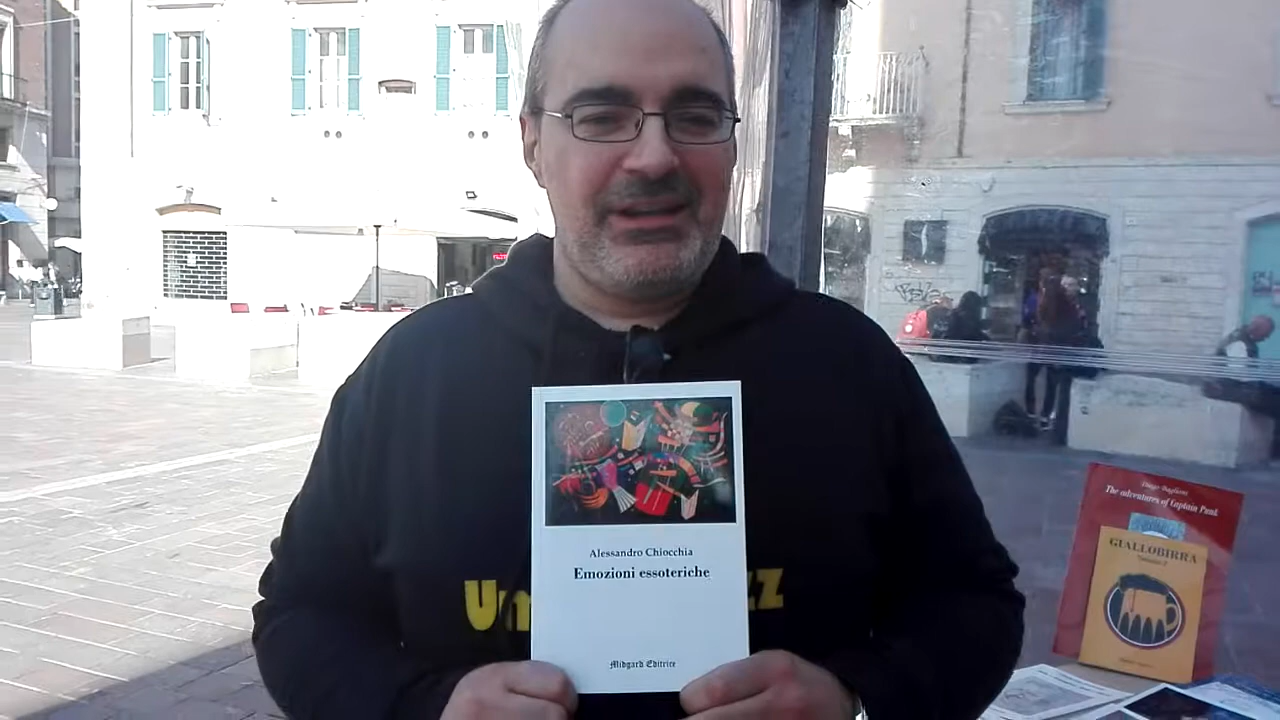 Alessandro Chiocchia
Emozioni essoteriche
Midgard Editrice
Diego Baglioni
The adventures of Captain Punk
GIALLOBIRRA